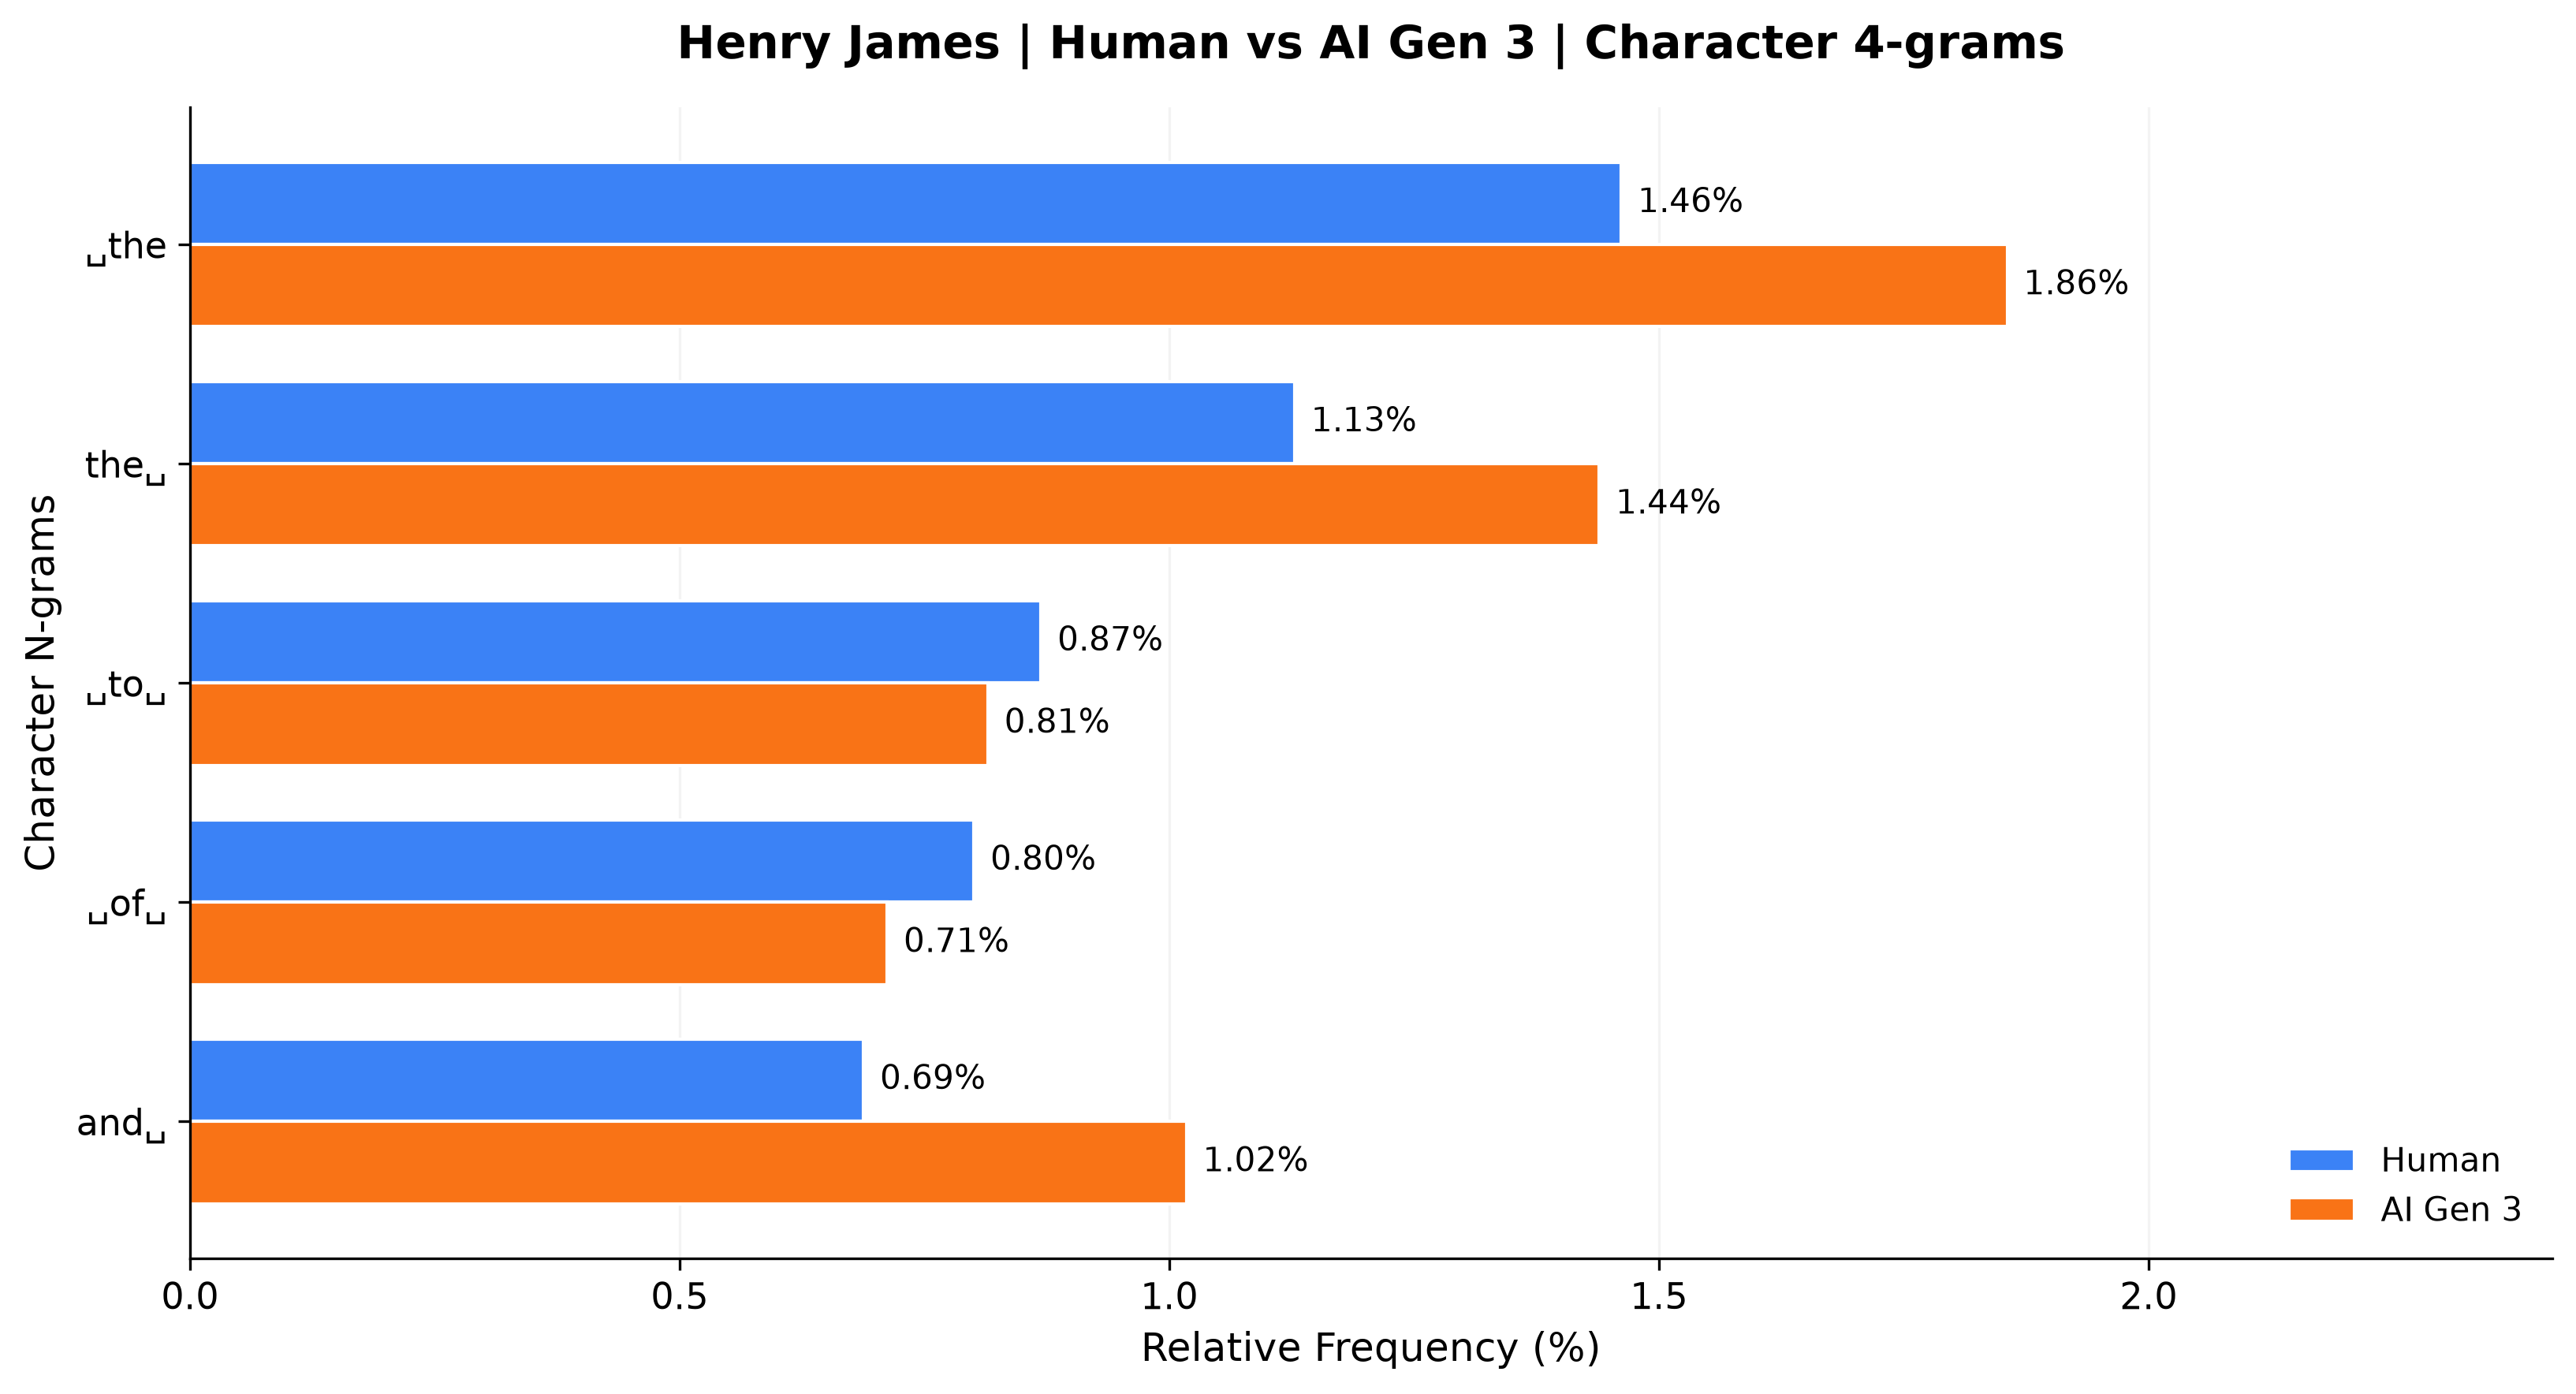 Henry James | Human vs AI Gen 3 | Character 4-grams
Character N-grams
␣the
1.46%
1.86%
the␣
1.13%
1.44%
␣to␣
0.87%
0.81%
␣of␣
0.80%
0.71%
and␣
0.69%
1.02%
Human
AI Gen 3
0.0 0.5 1.0 1.5 2.0
Relative Frequency (%)